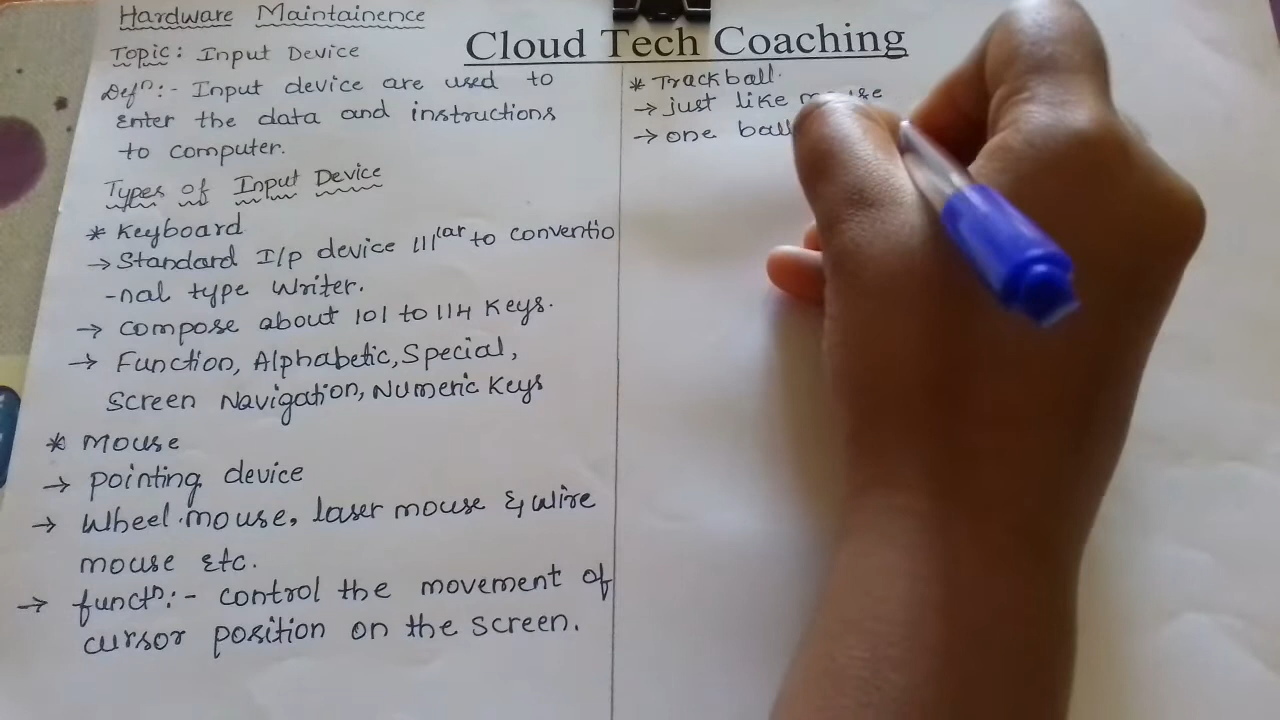 Hardware Maintainence
Cloud Tech Coaching
Topic: Input Device
Defn:- Input device are used to
Enter the data and instructions
to computer.
Types of Input Device
* Keyboard
→ Standard I/p device lllar to conventio
-nal type writer.
→ compose about 101 to 114 Keys.
→ Function, Alphabetic, Special,
Screen Navigation, Numeric Keys
* Mouse
→ pointing device
→ Wheel mouse, laser mouse & wire
mouse Etc.
→ functn:- control the movement of
cursor position on the screen.
* Trackball.
→ just like mouse
→ one ball